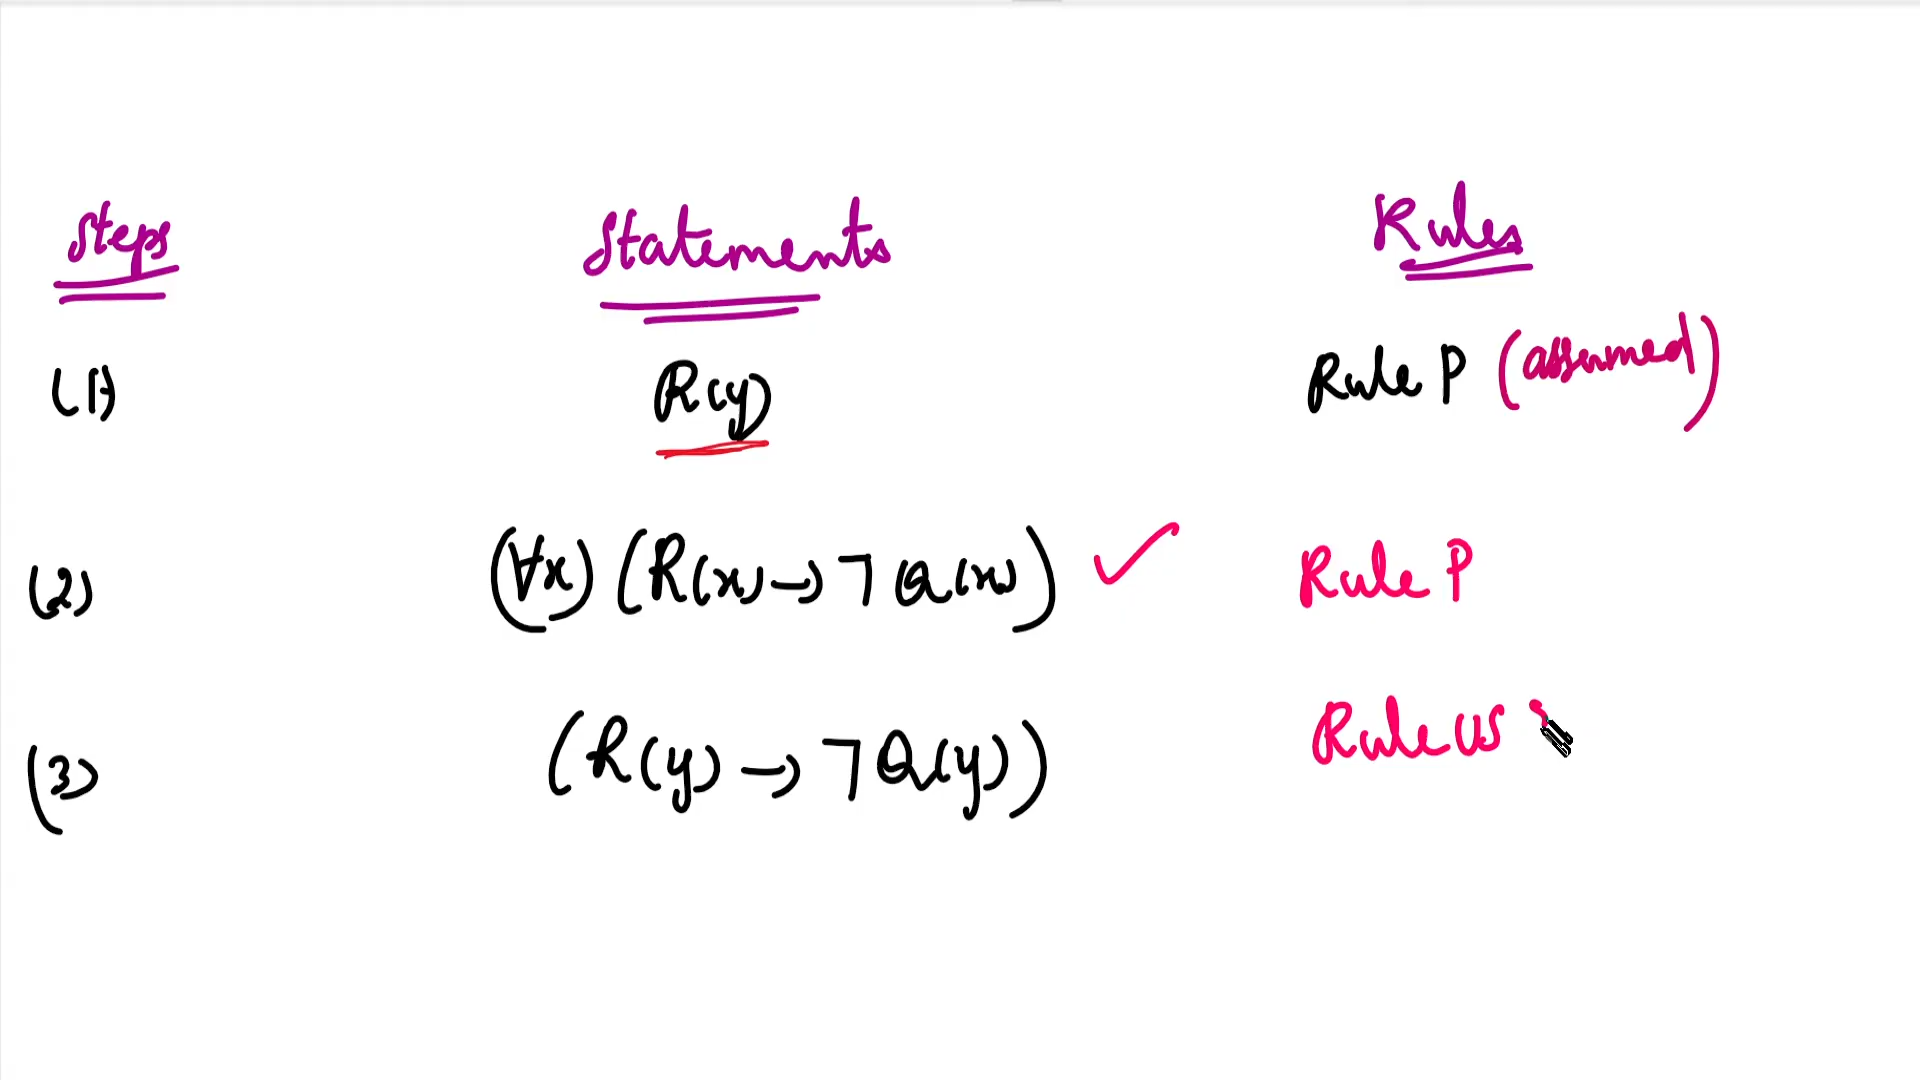 Steps Statements Rules
(1) R(y) Rule P (assumed)
(2) (∀x) (R(x) → ¬Q(x)) ✓ Rule P
(3) (R(y) → ¬Q(y)) Rule US